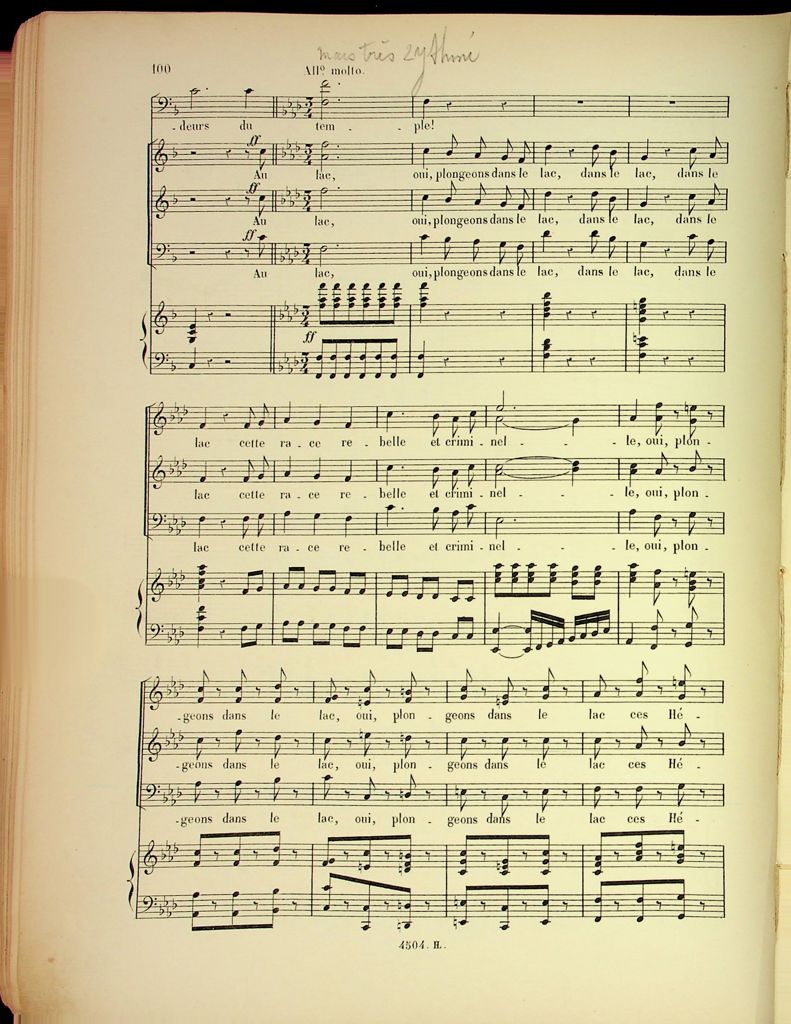 mais très rythmé
100
All? molto.
-deurs du tem - ple!
ff
Au lac, oui, plongeons dans le lac, dans le lac, dans le
ff
Au lac, oui, plongeons dans le lac, dans le lac, dans le
ff
Au lac, oui, plongeons dans le lac, dans le lac, dans le
ff
lac cette ra - ce re - belle et crimi - nel - - - le, oui, plon -
lac cette ra - ce re - belle et crimi - nel - - - le, oui, plon -
lac cette ra - ce re - belle et crimi - nel - - - le, oui, plon -
-geons dans le lac, oui, plon - geons dans le lac ces Hé -
-geons dans le lac, oui, plon - geons dans le lac ces Hé -
-geons dans le lac, oui, plon - geons dans le lac ces Hé -
4504. H.